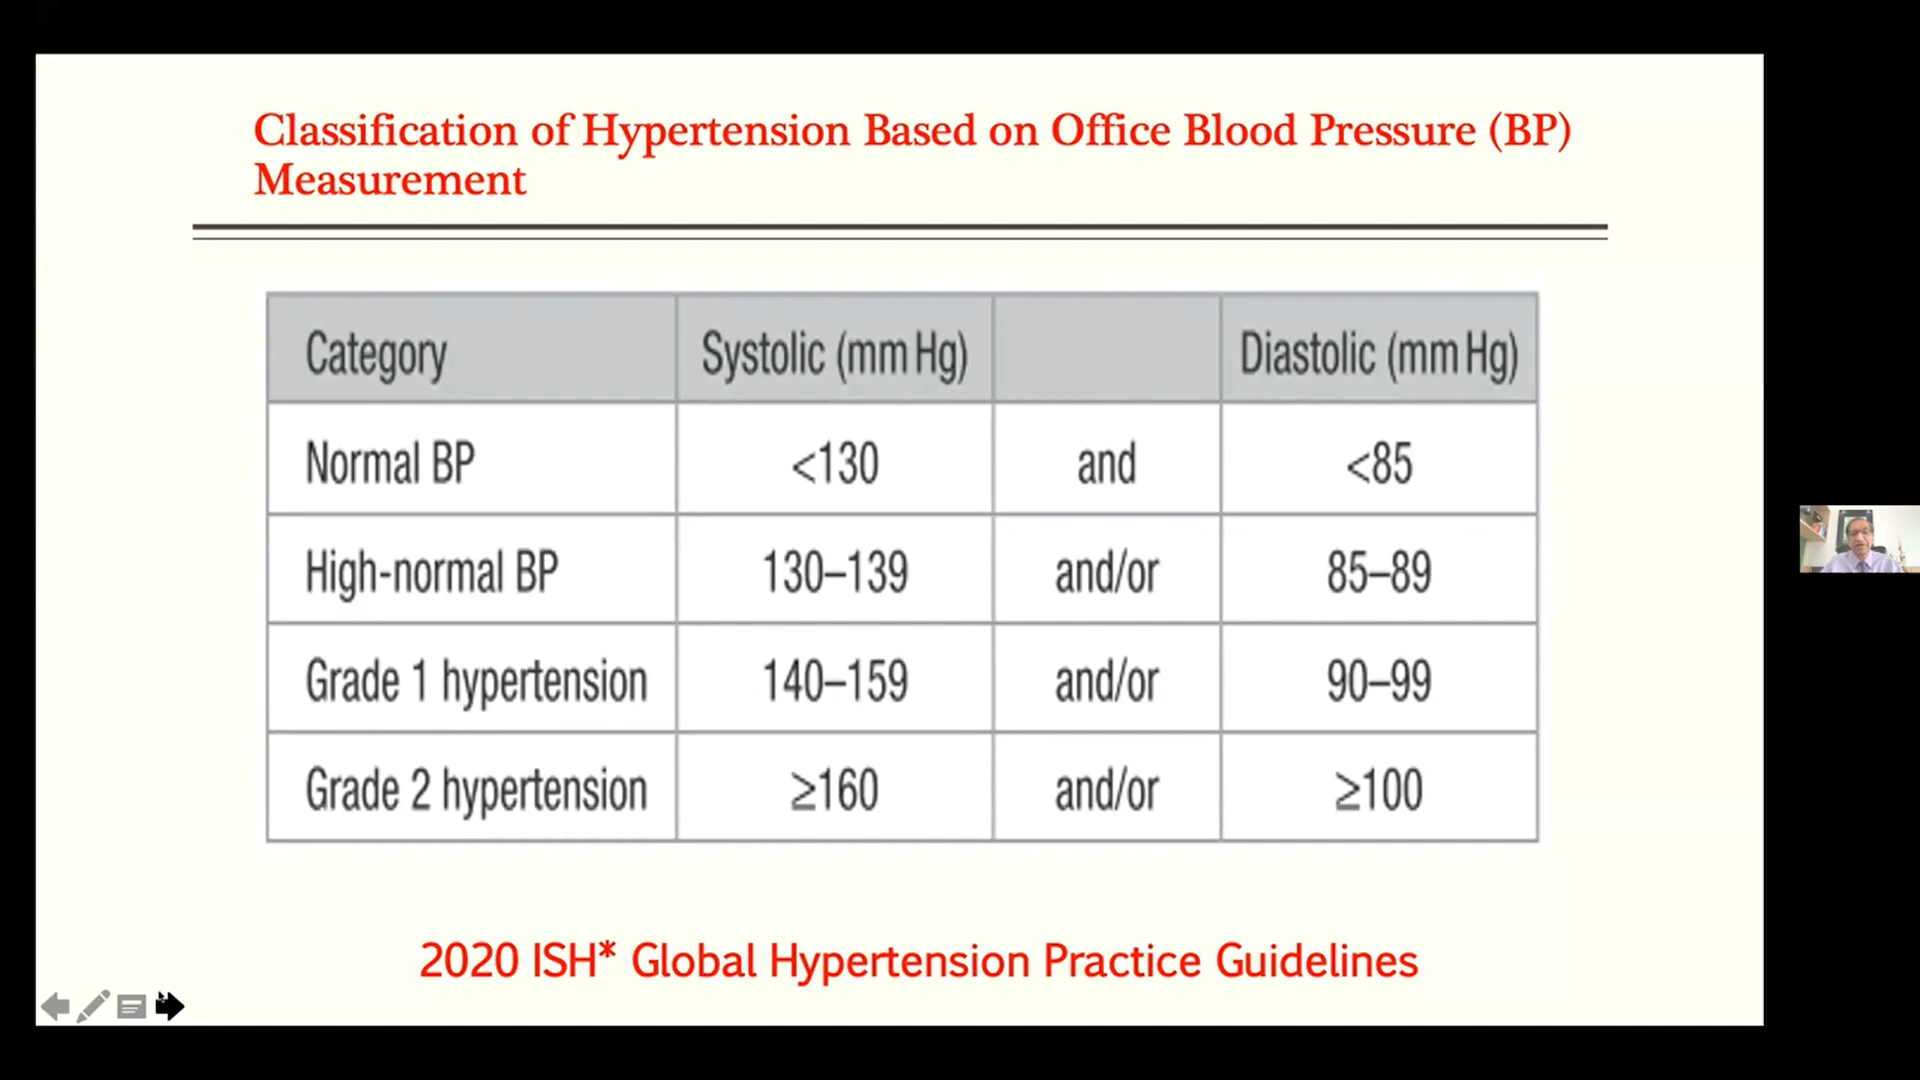 Classification of Hypertension Based on Office Blood Pressure (BP)
Measurement
Category Systolic (mm Hg) Diastolic (mm Hg)
Normal BP <130 and <85
High-normal BP 130–139 and/or 85–89
Grade 1 hypertension 140–159 and/or 90–99
Grade 2 hypertension ≥160 and/or ≥100
2020 ISH* Global Hypertension Practice Guidelines